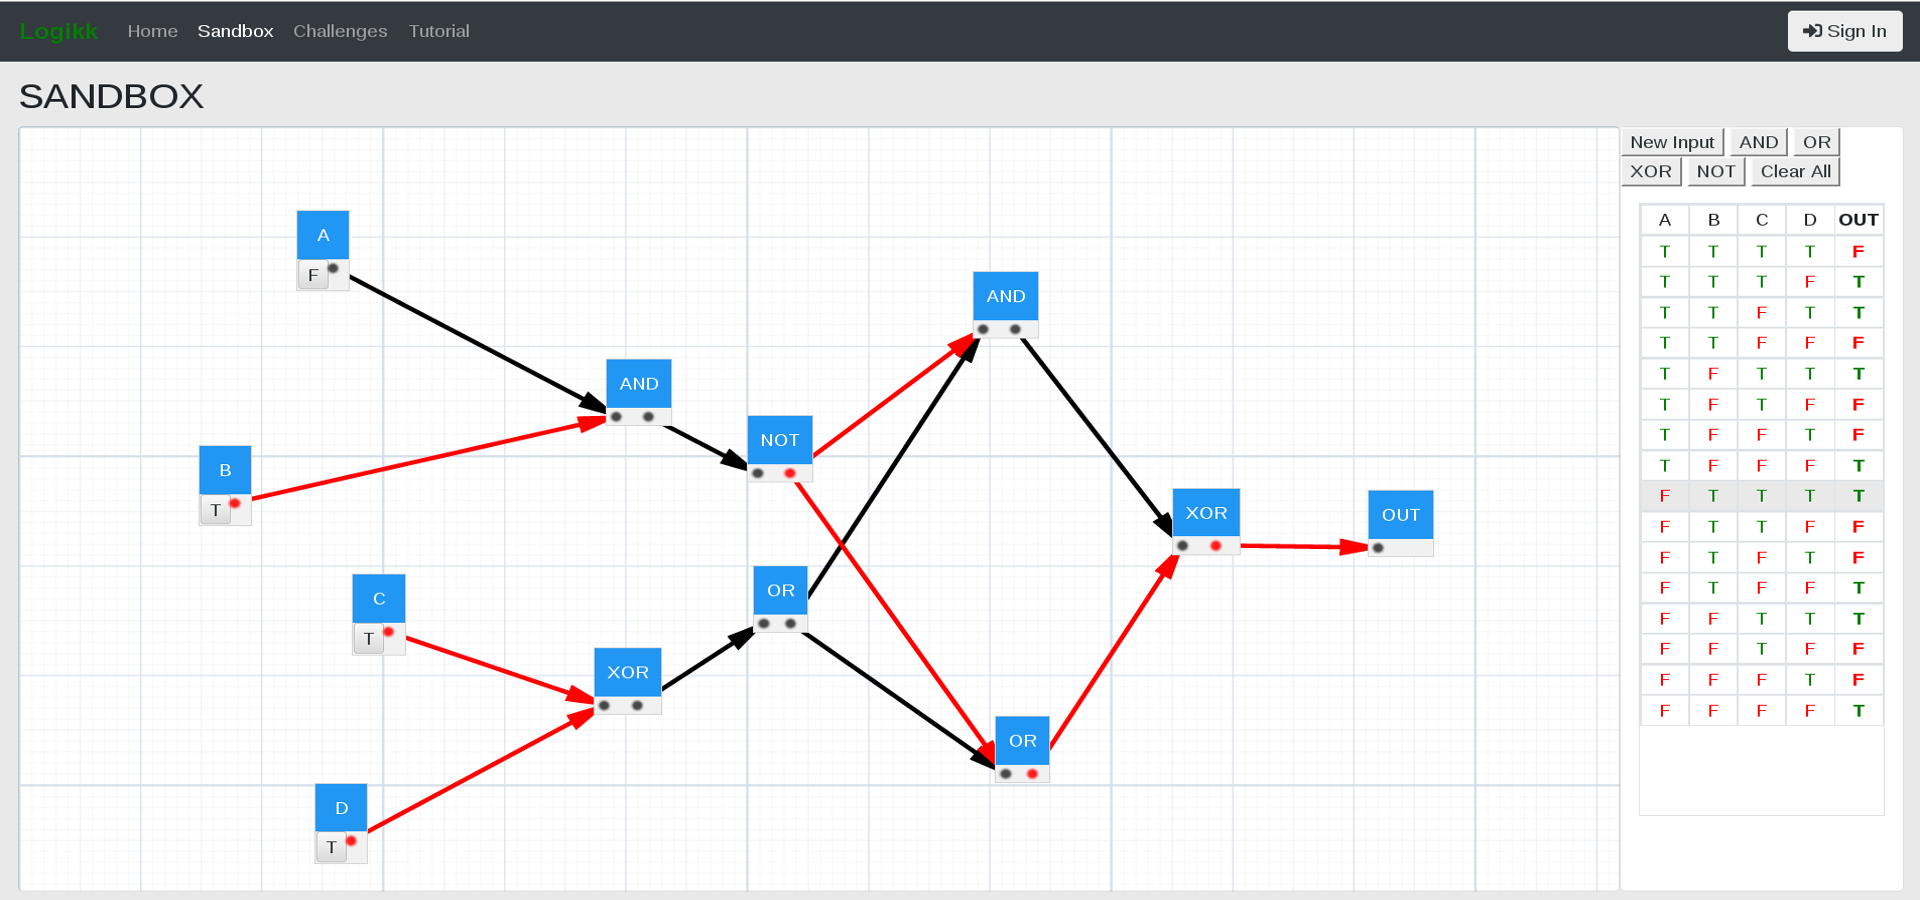 Logikk Home Sandbox Challenges Tutorial Sign In
SANDBOX
New Input AND OR
XOR NOT Clear All
A
F
AND
AND
NOT
B
T
XOR
OUT
C
T
OR
XOR
OR
D
T
A B C D OUT
T T T T F
T T T F T
T T F T T
T T F F F
T F T T T
T F T F F
T F F T F
T F F F T
F T T T T
F T T F F
F T F T F
F T F F T
F F T T T
F F T F F
F F F T F
F F F F T